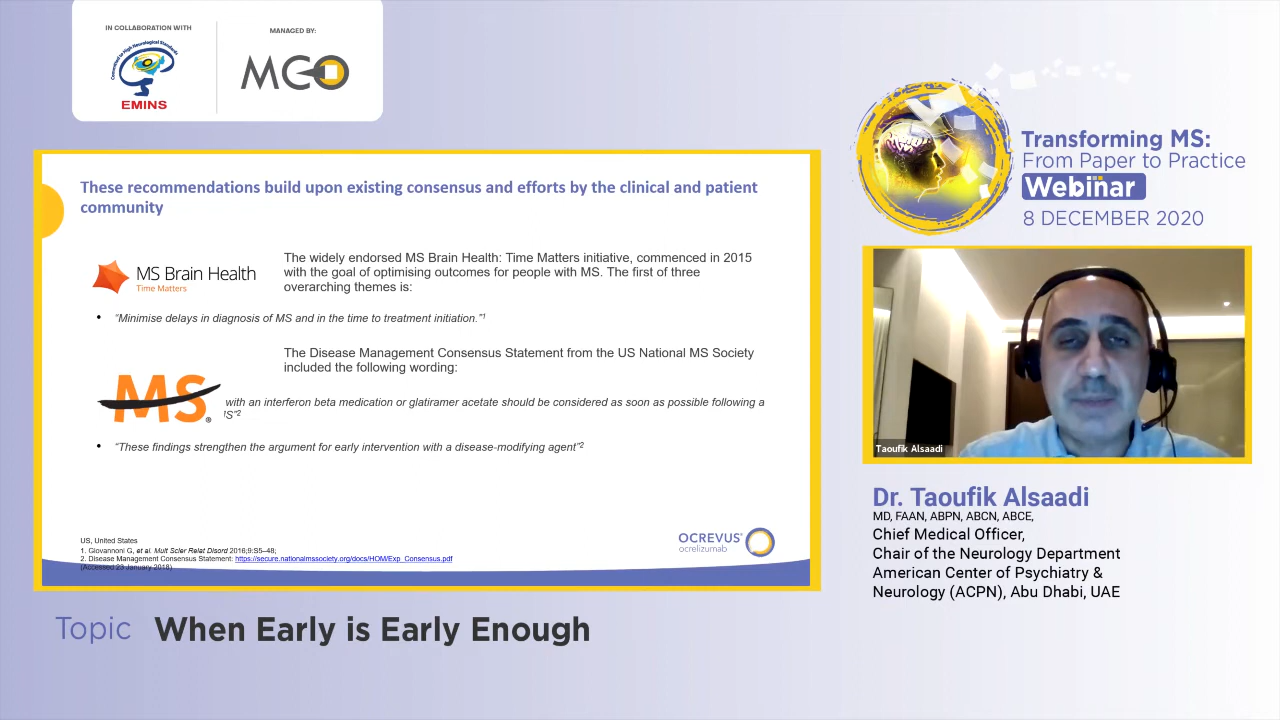 IN COLLABORATION WITH
MANAGED BY:
Committed to High Neurological Standards
EMINS
MCO
Transforming MS:
From Paper to Practice
Webinar
8 DECEMBER 2020
These recommendations build upon existing consensus and efforts by the clinical and patient
community
MS Brain Health
Time Matters
The widely endorsed MS Brain Health: Time Matters initiative, commenced in 2015
with the goal of optimising outcomes for people with MS. The first of three
overarching themes is:
• “Minimise delays in diagnosis of MS and in the time to treatment initiation.”1
The Disease Management Consensus Statement from the US National MS Society
included the following wording:
MS®
with an interferon beta medication or glatiramer acetate should be considered as soon as possible following a
IS”2
• “These findings strengthen the argument for early intervention with a disease-modifying agent”2
US, United States
1. Giovannoni G, et al. Mult Scler Relat Disord 2016;9:S5–48;
2. Disease Management Consensus Statement: https://secure.nationalmssociety.org/docs/HOM/Exp_Consensus.pdf
(Accessed 23 January 2018)
OCREVUS®
ocrelizumab
Taoufik Alsaadi
Dr. Taoufik Alsaadi
MD, FAAN, ABPN, ABCN, ABCE,
Chief Medical Officer,
Chair of the Neurology Department
American Center of Psychiatry &
Neurology (ACPN), Abu Dhabi, UAE
Topic When Early is Early Enough